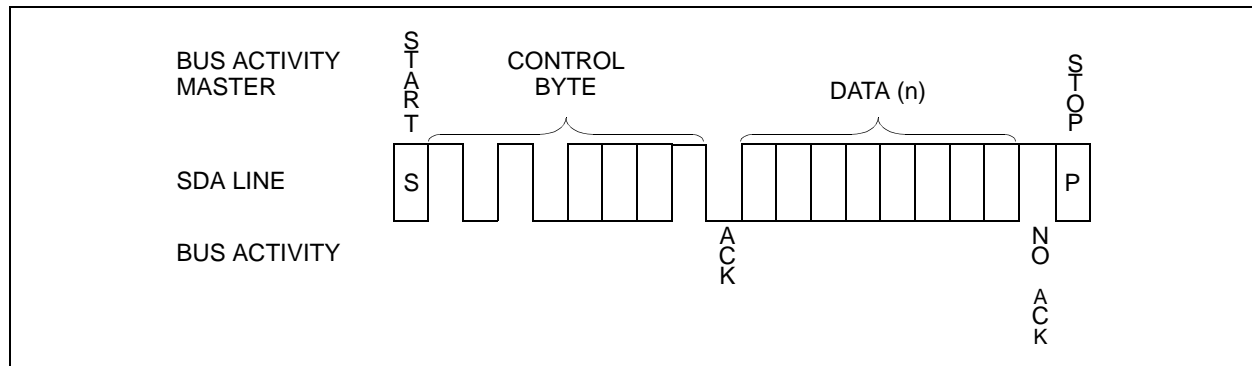 BUS ACTIVITY
MASTER
START
CONTROL
BYTE
DATA (n)
STOP
SDA LINE
S
P
BUS ACTIVITY
ACK
NO ACK